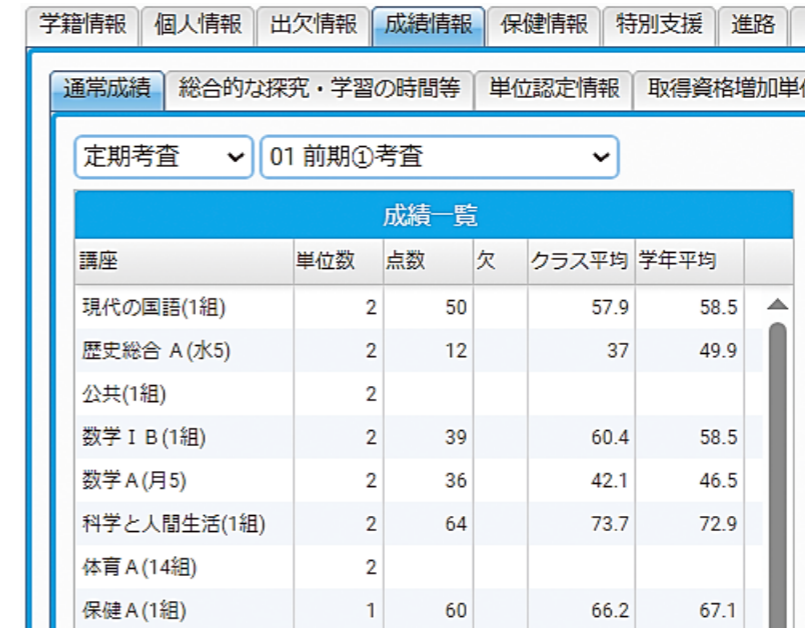 学籍情報 個人情報 出欠情報 成績情報 保健情報 特別支援 進路
通常成績 総合的な探究・学習の時間等 単位認定情報 取得資格増加単
定期考査 01 前期①考査
成績一覧
講座 単位数 点数 欠 クラス平均 学年平均
現代の国語(1組) 2 50 57.9 58.5
歴史総合 A(水5) 2 12 37 49.9
公共(1組) 2
数学ⅠB(1組) 2 39 60.4 58.5
数学A(月5) 2 36 42.1 46.5
科学と人間生活(1組) 2 64 73.7 72.9
体育A(14組) 2
保健A(1組) 1 60 66.2 67.1